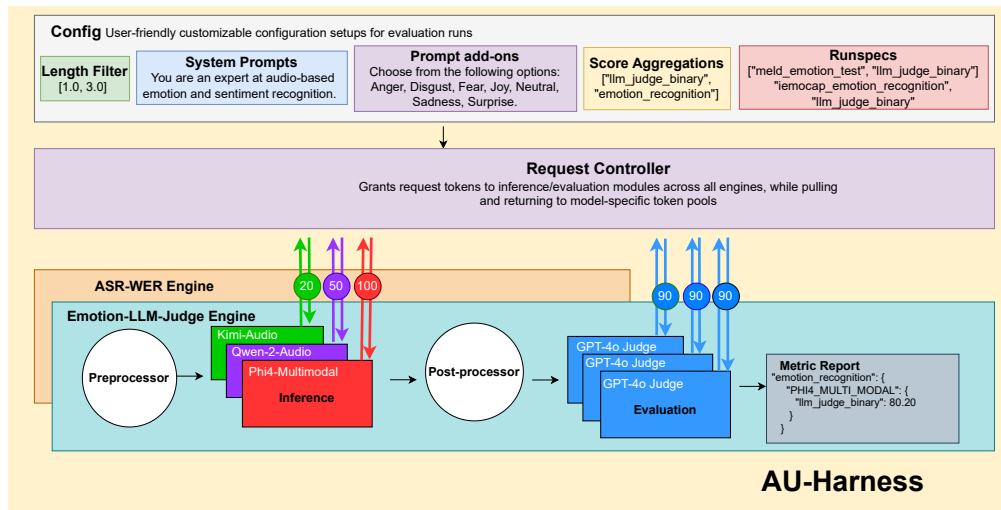 Config User-friendly customizable configuration setups for evaluation runs
Length Filter
[1.0, 3.0]
System Prompts
You are an expert at audio-based
emotion and sentiment recognition.
Prompt add-ons
Choose from the following options:
Anger, Disgust, Fear, Joy, Neutral,
Sadness, Surprise.
Score Aggregations
["llm_judge_binary",
"emotion_recognition"]
Runspecs
["meld_emotion_test", "llm_judge_binary"]
"iemocap_emotion_recognition",
"llm_judge_binary"
Request Controller
Grants request tokens to inference/evaluation modules across all engines, while pulling
and returning to model-specific token pools
ASR-WER Engine
20
50
100
90
90
90
Emotion-LLM-Judge Engine
Preprocessor
Kimi-Audio
Qwen-2-Audio
Phi4-Multimodal
Inference
Post-processor
GPT-4o Judge
GPT-4o Judge
GPT-4o Judge
Evaluation
Metric Report
"emotion_recognition": {
"PHI4_MULTI_MODAL": {
"llm_judge_binary": 80.20
}
}
AU-Harness